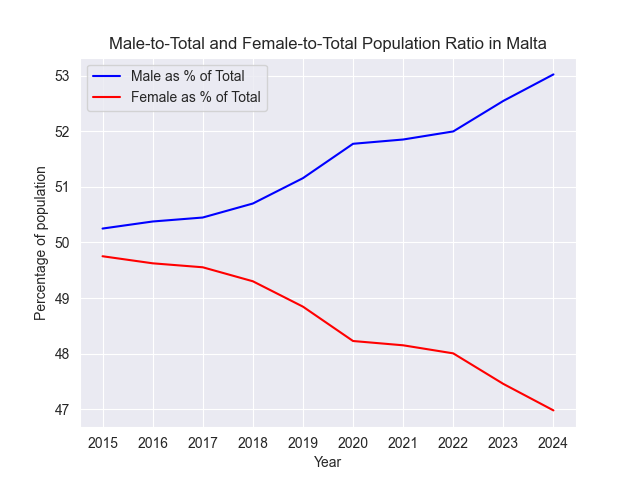 Male-to-Total and Female-to-Total Population Ratio in Malta
Male as % of Total
Female as % of Total
Percentage of population
53
52
51
50
49
48
47
2015 2016 2017 2018 2019 2020 2021 2022 2023 2024
Year